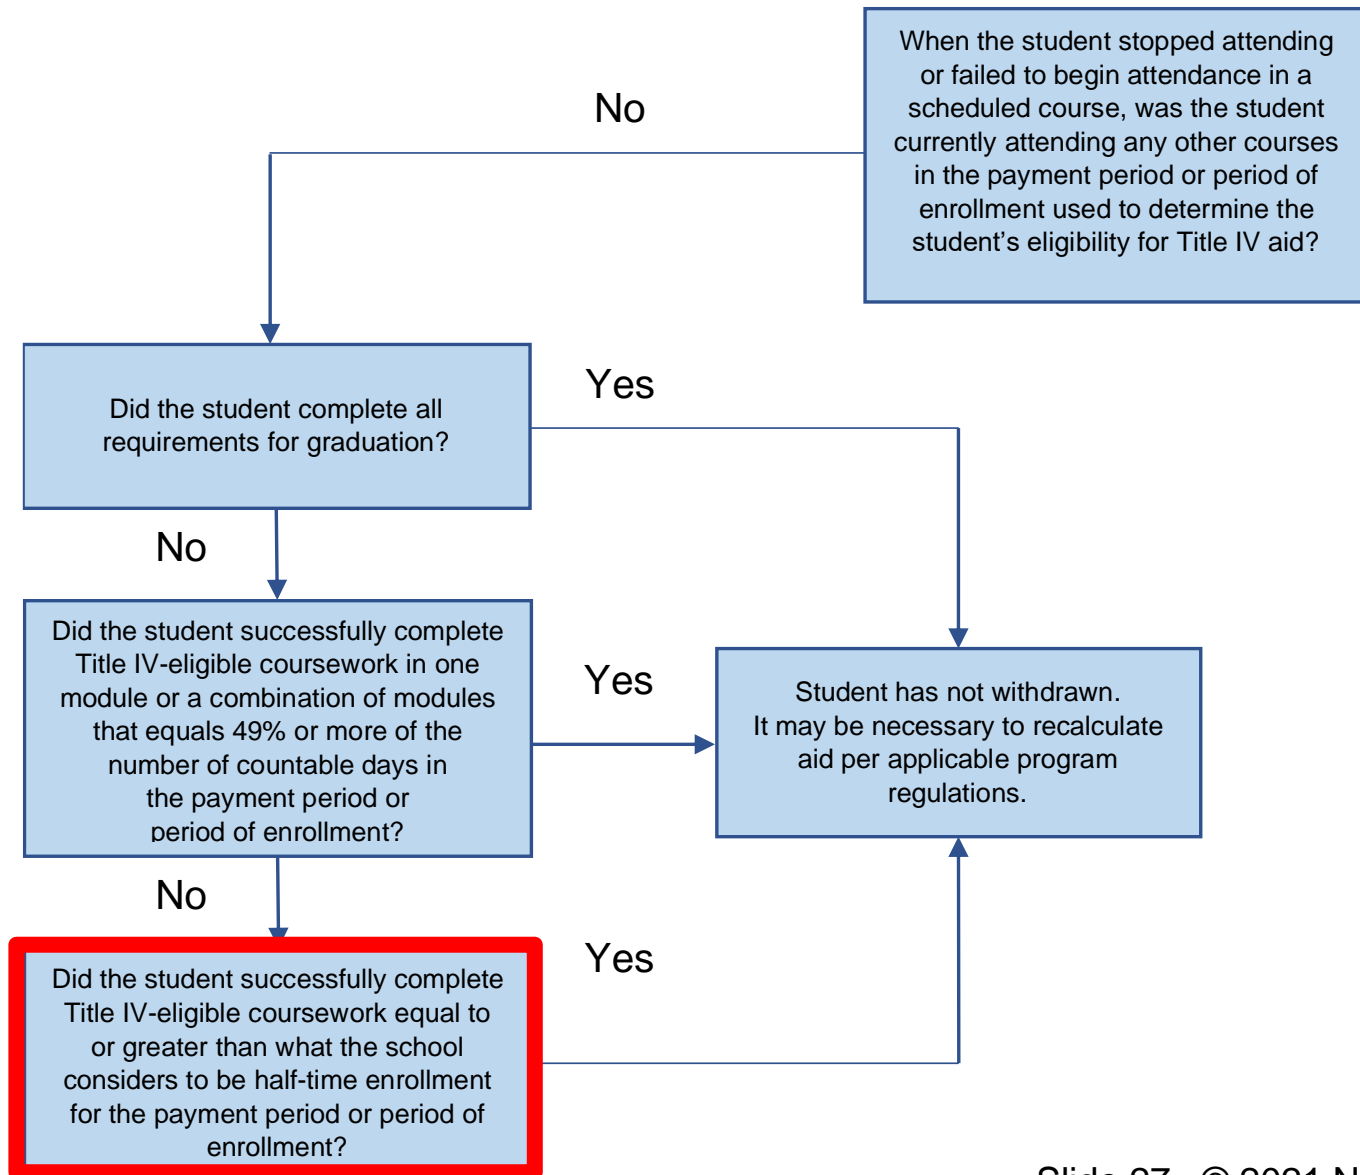 When the student stopped attending
or failed to begin attendance in a
scheduled course, was the student
currently attending any other courses
in the payment period or period of
enrollment used to determine the
student's eligibility for Title IV aid?
No
Did the student complete all
requirements for graduation?
Yes
No
Did the student successfully complete
Title IV-eligible coursework in one
module or a combination of modules
that equals 49% or more of the
number of countable days in
the payment period or
period of enrollment?
Yes
Student has not withdrawn.
It may be necessary to recalculate
aid per applicable program
regulations.
No
Did the student successfully complete
Title IV-eligible coursework equal to
or greater than what the school
considers to be half-time enrollment
for the payment period or period of
enrollment?
Yes